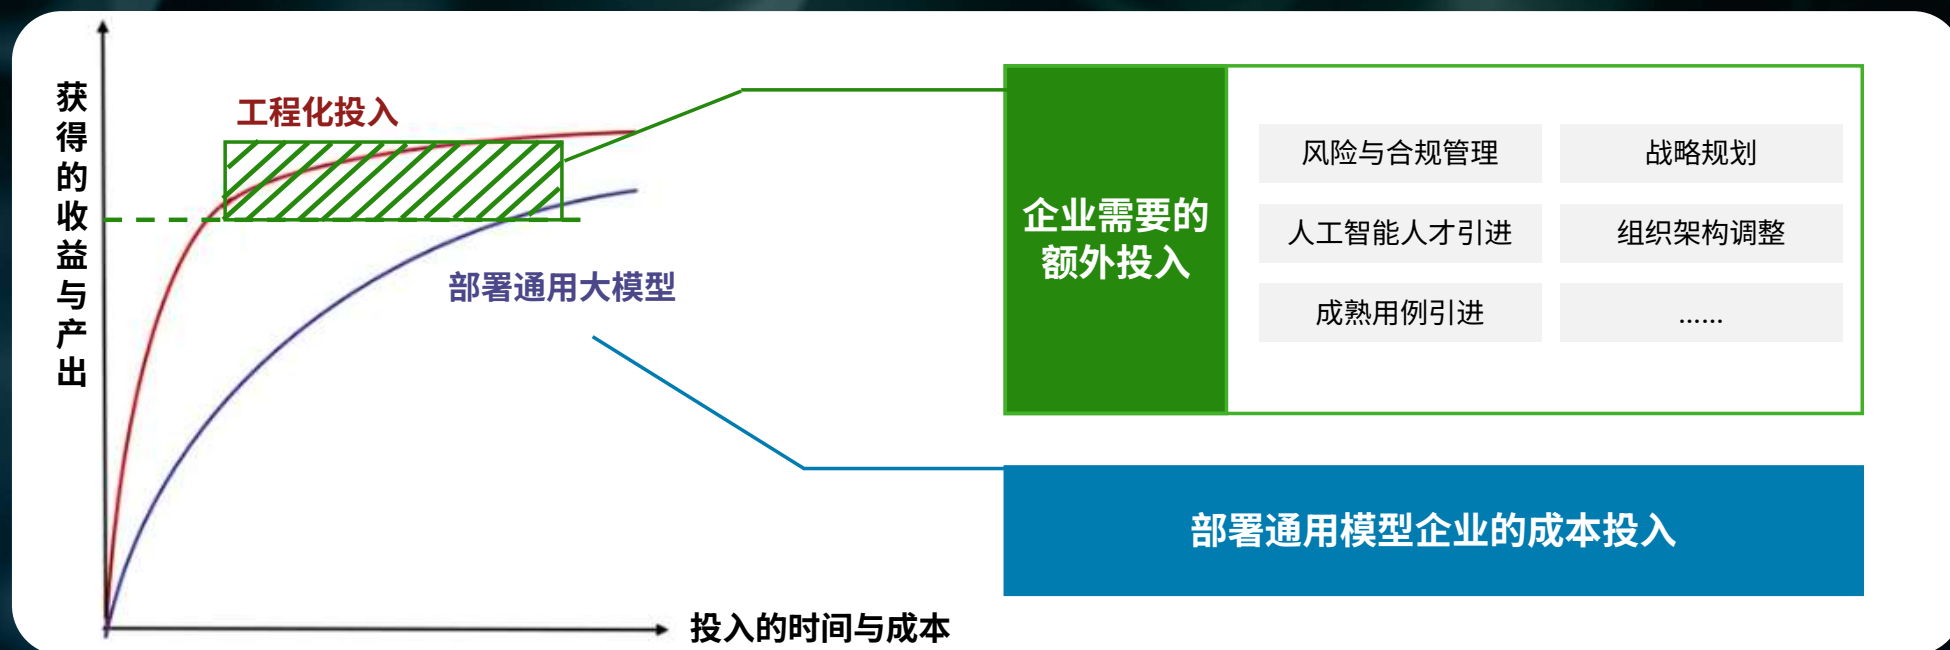 获得的收益与产出
工程化投入
部署通用大模型
投入的时间与成本
企业需要的
额外投入
风险与合规管理
战略规划
人工智能人才引进
组织架构调整
成熟用例引进
......
部署通用模型企业的成本投入